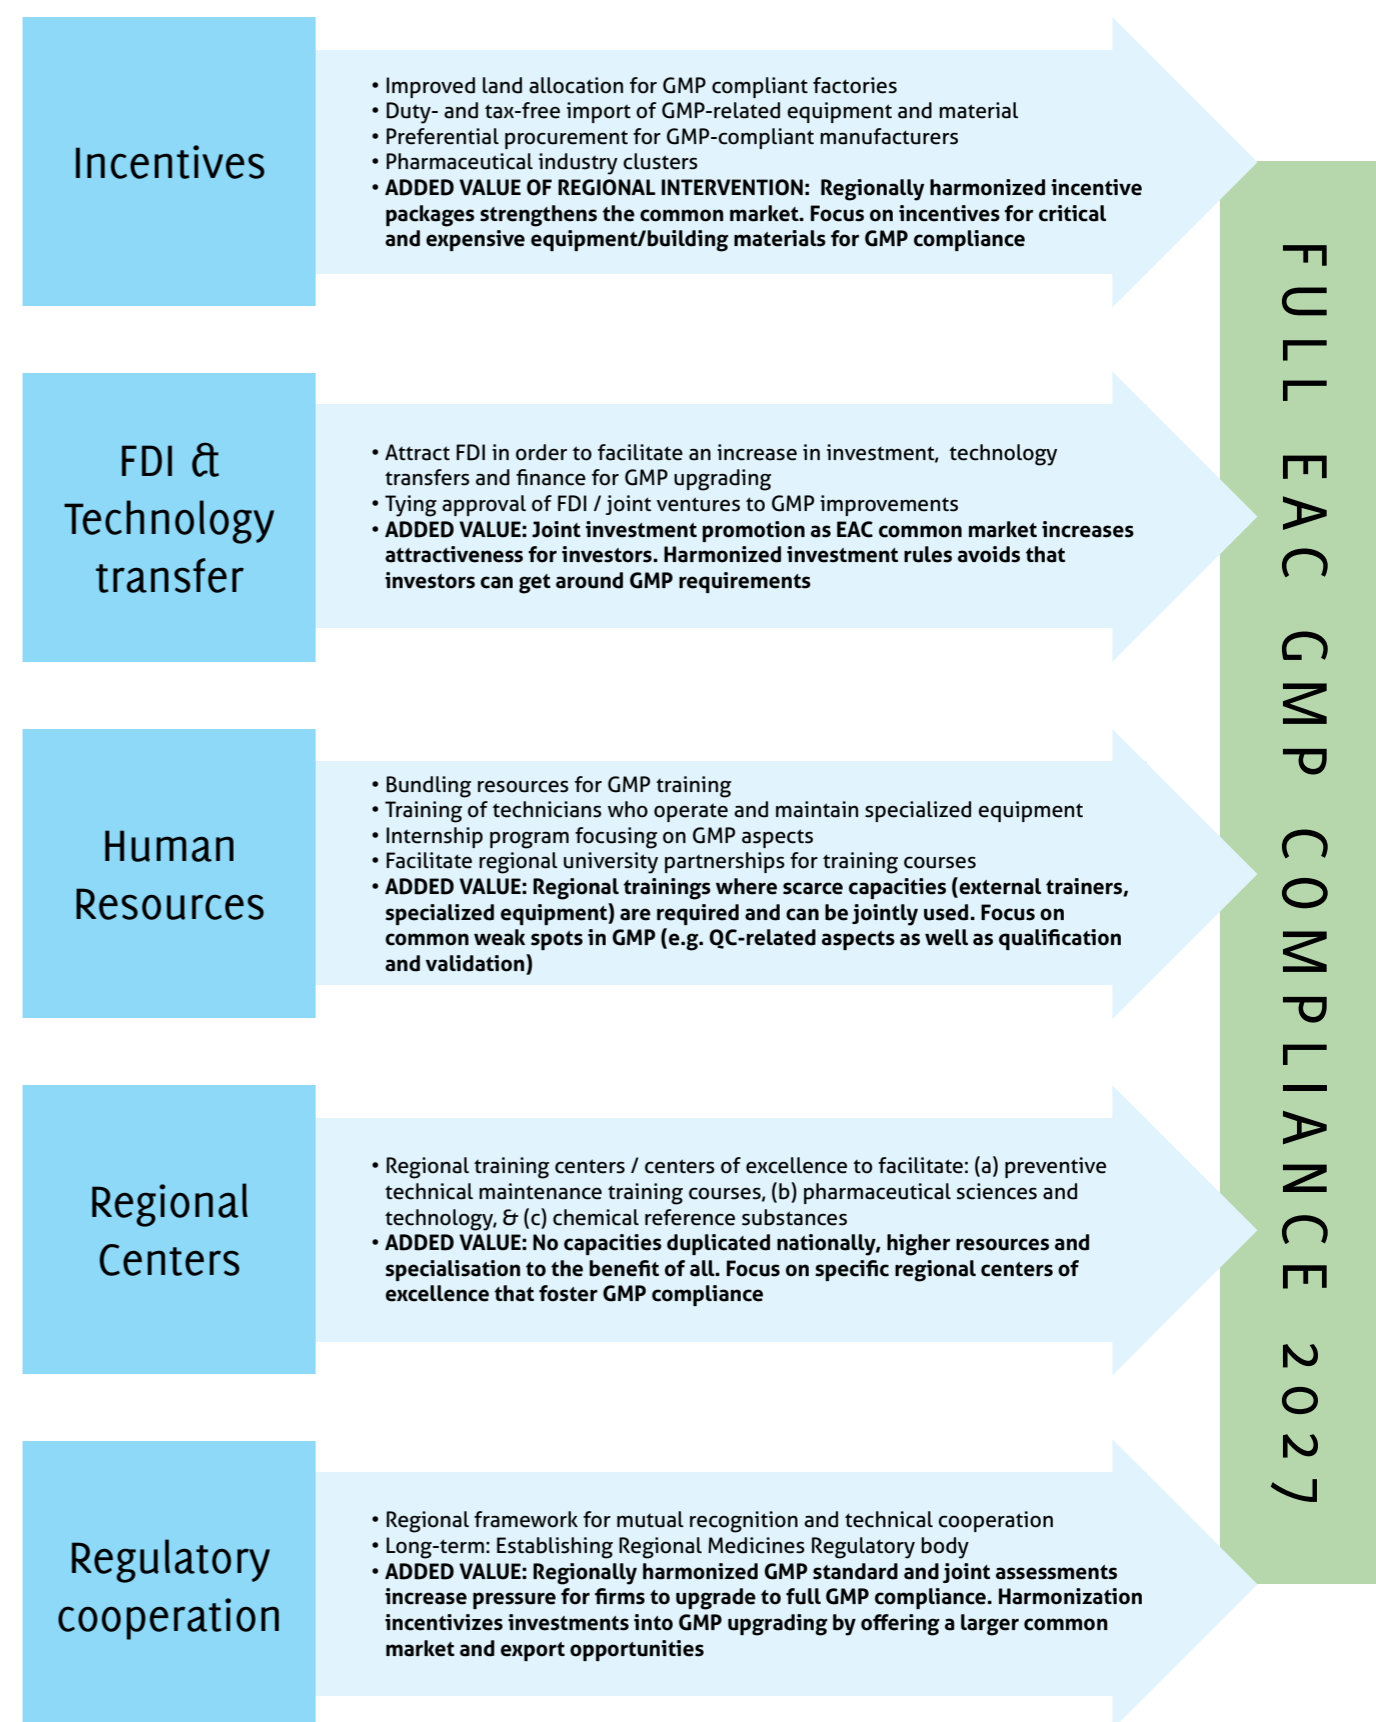 Incentives
• Improved land allocation for GMP compliant factories
• Duty- and tax-free import of GMP-related equipment and material
• Preferential procurement for GMP-compliant manufacturers
• Pharmaceutical industry clusters
• ADDED VALUE OF REGIONAL INTERVENTION: Regionally harmonized incentive
packages strengthens the common market. Focus on incentives for critical
and expensive equipment/building materials for GMP compliance
FDI &
Technology
transfer
• Attract FDI in order to facilitate an increase in investment, technology
transfers and finance for GMP upgrading
• Tying approval of FDI / joint ventures to GMP improvements
• ADDED VALUE: Joint investment promotion as EAC common market increases
attractiveness for investors. Harmonized investment rules avoids that
investors can get around GMP requirements
Human
Resources
• Bundling resources for GMP training
• Training of technicians who operate and maintain specialized equipment
• Internship program focusing on GMP aspects
• Facilitate regional university partnerships for training courses
• ADDED VALUE: Regional trainings where scarce capacities (external trainers,
specialized equipment) are required and can be jointly used. Focus on
common weak spots in GMP (e.g. QC-related aspects as well as qualification
and validation)
Regional
Centers
• Regional training centers / centers of excellence to facilitate: (a) preventive
technical maintenance training courses, (b) pharmaceutical sciences and
technology, & (c) chemical reference substances
• ADDED VALUE: No capacities duplicated nationally, higher resources and
specialisation to the benefit of all. Focus on specific regional centers of
excellence that foster GMP compliance
Regulatory
cooperation
• Regional framework for mutual recognition and technical cooperation
• Long-term: Establishing Regional Medicines Regulatory body
• ADDED VALUE: Regionally harmonized GMP standard and joint assessments
increase pressure for firms to upgrade to full GMP compliance. Harmonization
incentivizes investments into GMP upgrading by offering a larger common
market and export opportunities
FULL EAC GMP COMPLIANCE 2027